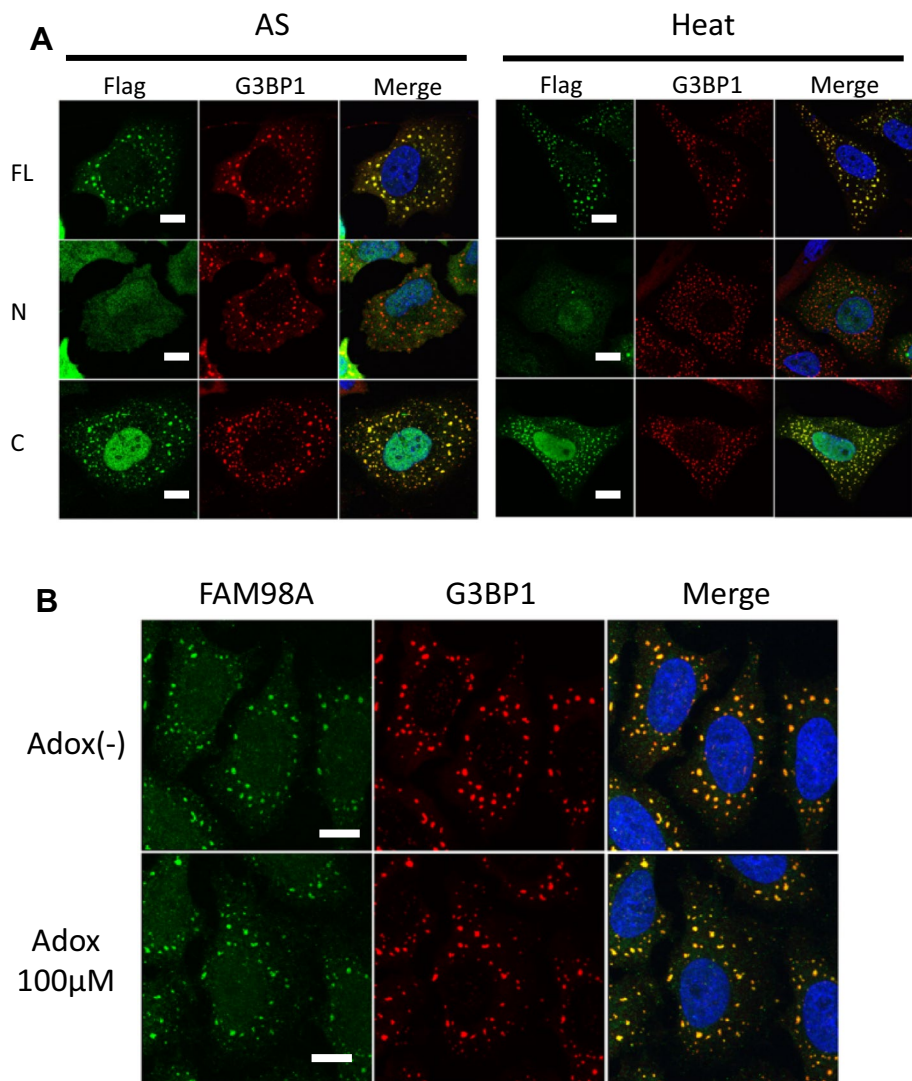 A
AS
Heat
Flag G3BP1 Merge Flag G3BP1 Merge
FL
N
C
B
FAM98A G3BP1 Merge
Adox(-)
Adox
100μM